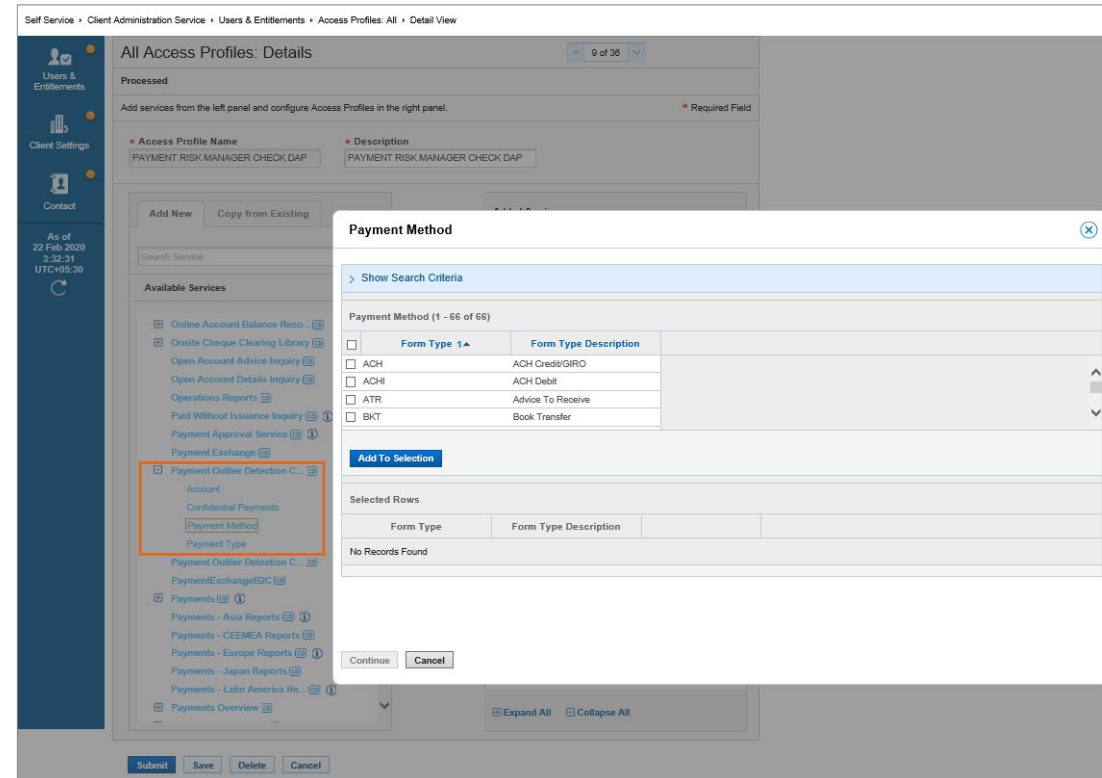 Self Service › Client Administration Service › Users & Entitlements › Access Profiles: All › Detail View
Users &
Entitlements
Client Settings
Contact
As of
22 Feb 2020
3:32:31
UTC+05:30
All Access Profiles: Details
9 of 36
Processed
Add services from the left panel and configure Access Profiles in the right panel.
* Required Field
* Access Profile Name
* Description
PAYMENT RISK MANAGER CHECK DAP
PAYMENT RISK MANAGER CHECK DAP
Add New
Copy from Existing
Search Service
Available Services
Online Account Balance Reco...
Onsite Cheque Clearing Library
Open Account Advice Inquiry
Open Account Details Inquiry
Operations Reports
Paid Without Issuance Inquiry
Payment Approval Service
Payment Exchange
Payment Outlier Detection C...
Account
Confidential Payments
Payment Method
Payment Type
Payment Outlier Detection C...
PaymentExchangeB2C
Payments
Payments - Asia Reports
Payments - CEEMEA Reports
Payments - Europe Reports
Payments - Japan Reports
Payments - Latin America Re...
Payments Overview
Payment Method
Show Search Criteria
Payment Method (1 - 66 of 66)
Form Type 1 Form Type Description
ACH ACH Credit/GIRO
ACHI ACH Debit
ATR Advice To Receive
BKT Book Transfer
Add To Selection
Selected Rows
Form Type Form Type Description
No Records Found
Continue Cancel
Expand All Collapse All
Submit Save Delete Cancel